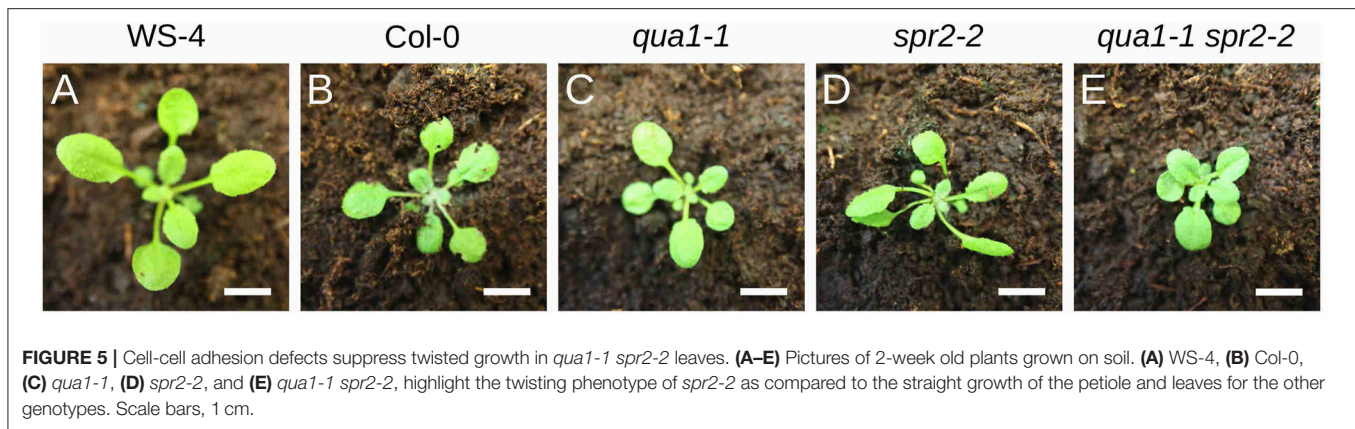 WS-4 Col-0 qua1-1 spr2-2 qua1-1 spr2-2
A B C D E
FIGURE 5 | Cell-cell adhesion defects suppress twisted growth in qua1-1 spr2-2 leaves. (A–E) Pictures of 2-week old plants grown on soil. (A) WS-4, (B) Col-0,
(C) qua1-1, (D) spr2-2, and (E) qua1-1 spr2-2, highlight the twisting phenotype of spr2-2 as compared to the straight growth of the petiole and leaves for the other
genotypes. Scale bars, 1 cm.